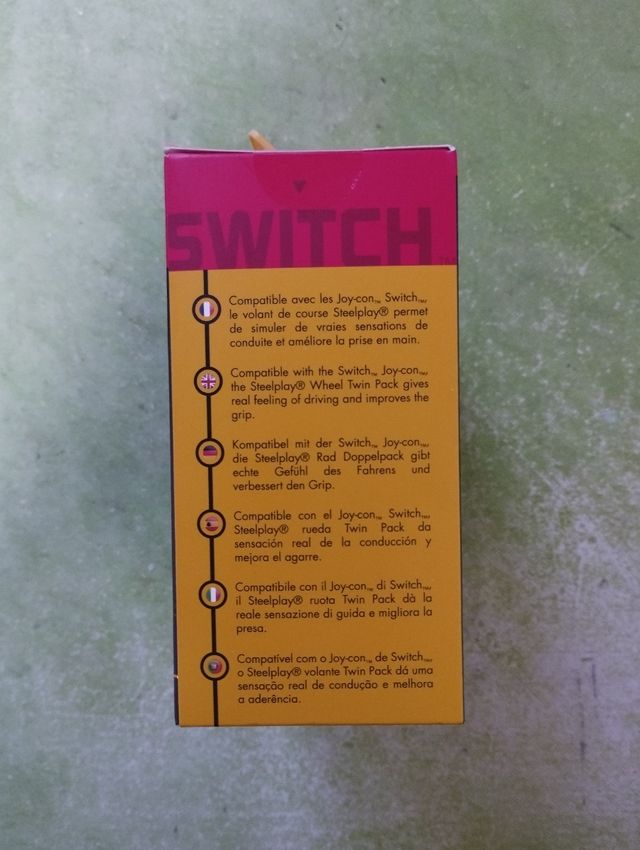 SWITCH™
Compatible avec les Joy-con™ Switch™,
le volant de course Steelplay® permet
de simuler de vraies sensations de
conduite et améliore la prise en main.
Compatible with the Switch™ Joy-con™,
the Steelplay® Wheel Twin Pack gives
real feeling of driving and improves the
grip.
Kompatibel mit der Switch™ Joy-con™,
die Steelplay® Rad Doppelpack gibt
echte Gefühl des Fahrens und
verbessert den Grip.
Compatible con el Joy-con™ Switch™,
Steelplay® rueda Twin Pack da
sensación real de la conducción y
mejora el agarre.
Compatibile con il Joy-con™ di Switch™,
il Steelplay® ruota Twin Pack dà la
reale sensazione di guida e migliora la
presa.
Compatível com o Joy-con™ de Switch™,
o Steelplay® volante Twin Pack dá uma
sensação real de condução e melhora
a aderência.